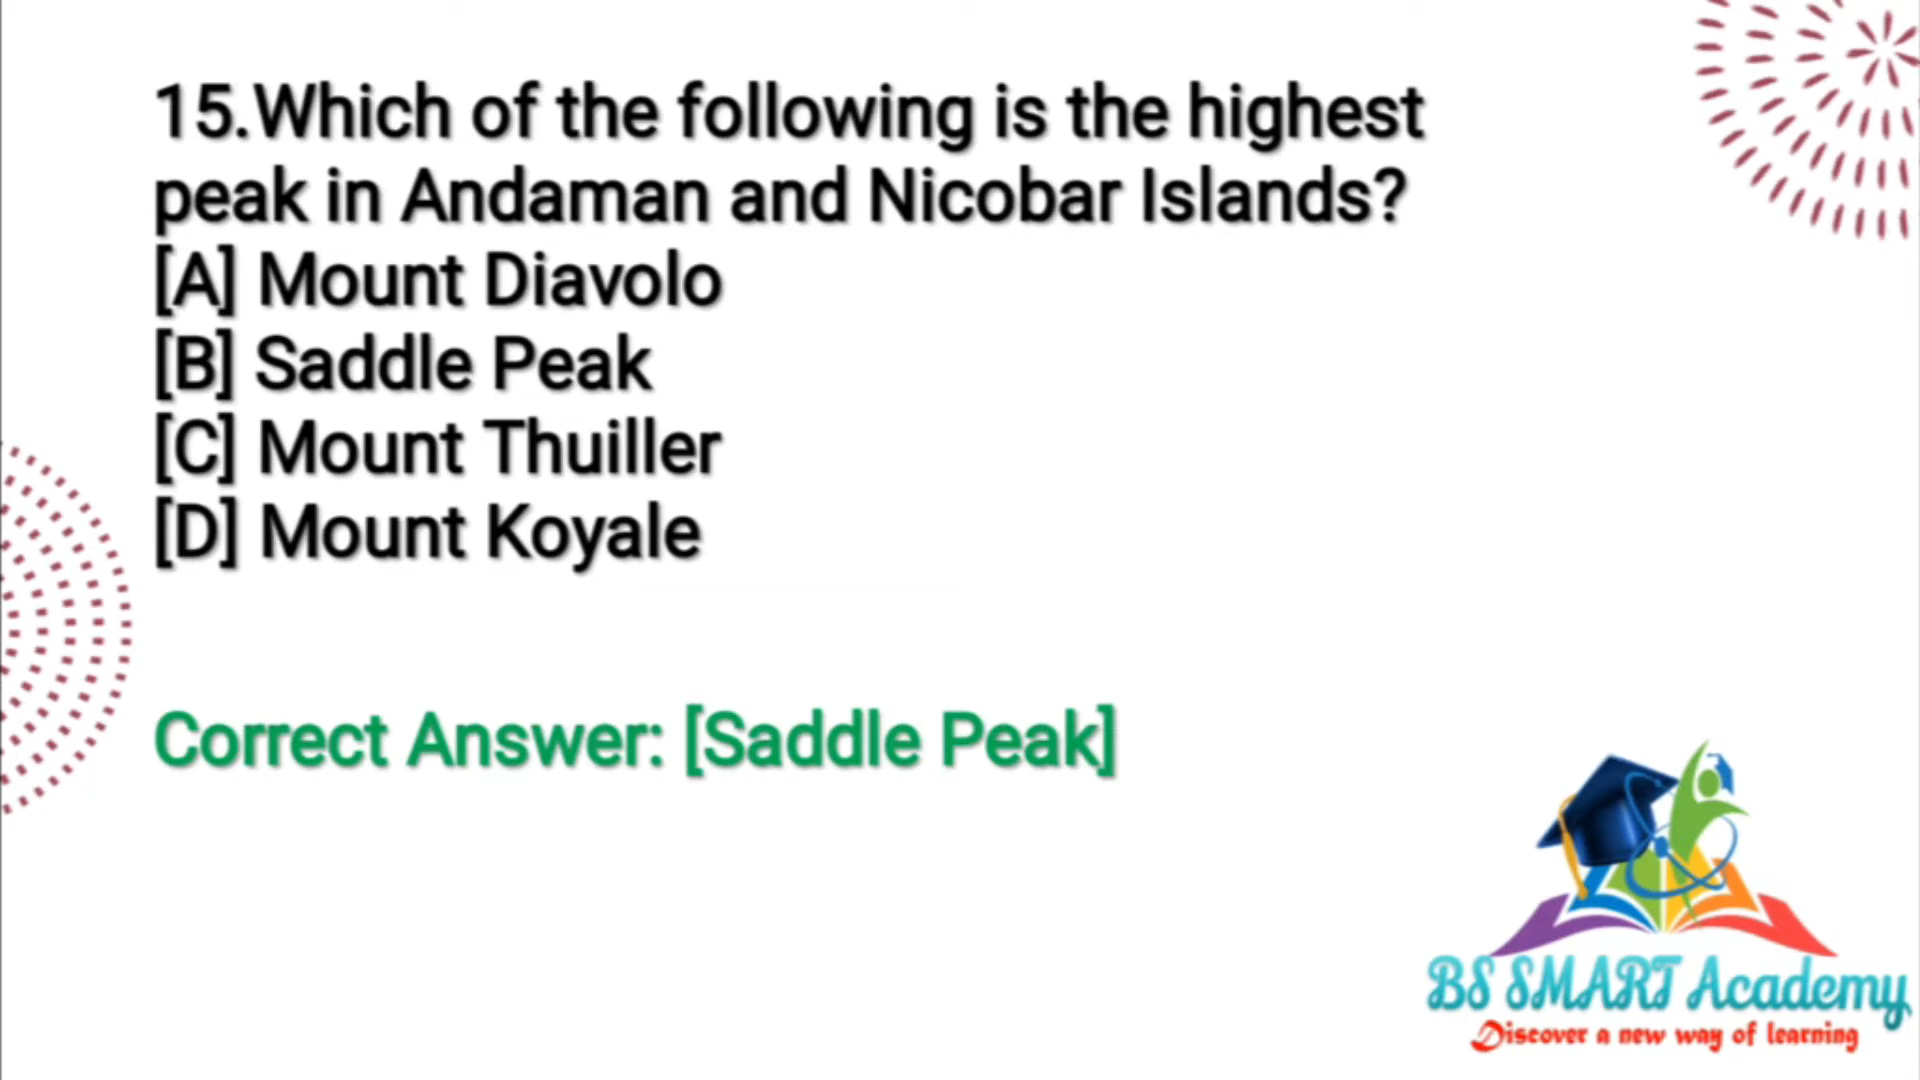 15.Which of the following is the highest
peak in Andaman and Nicobar Islands?
[A] Mount Diavolo
[B] Saddle Peak
[C] Mount Thuiller
[D] Mount Koyale
Correct Answer: [Saddle Peak]
BS SMART Academy
Discover a new way of learning